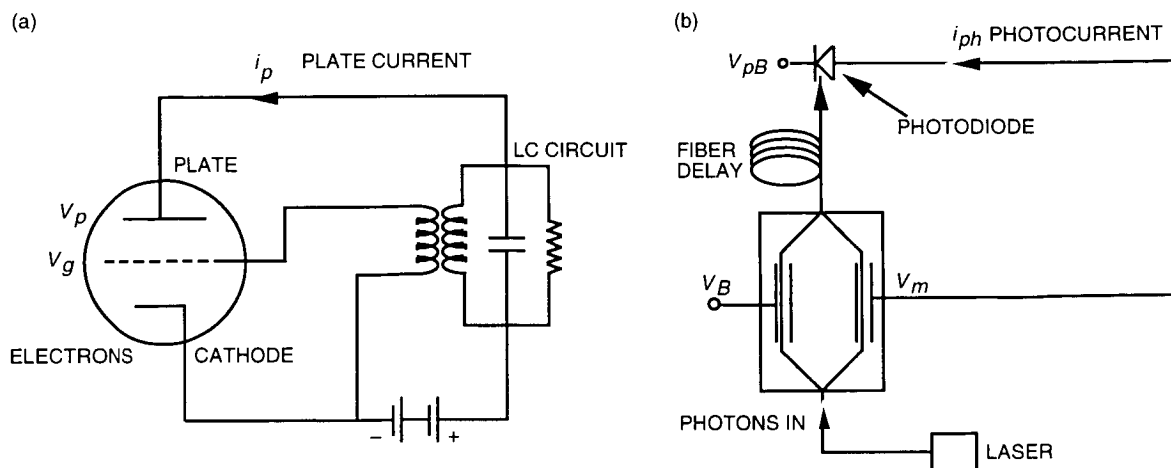 (a)
i_p PLATE CURRENT
LC CIRCUIT
PLATE
V_p
V_g
ELECTRONS
CATHODE
− +
(b)
i_ph PHOTOCURRENT
V_pB
PHOTODIODE
FIBER
DELAY
V_B
V_m
PHOTONS IN
LASER